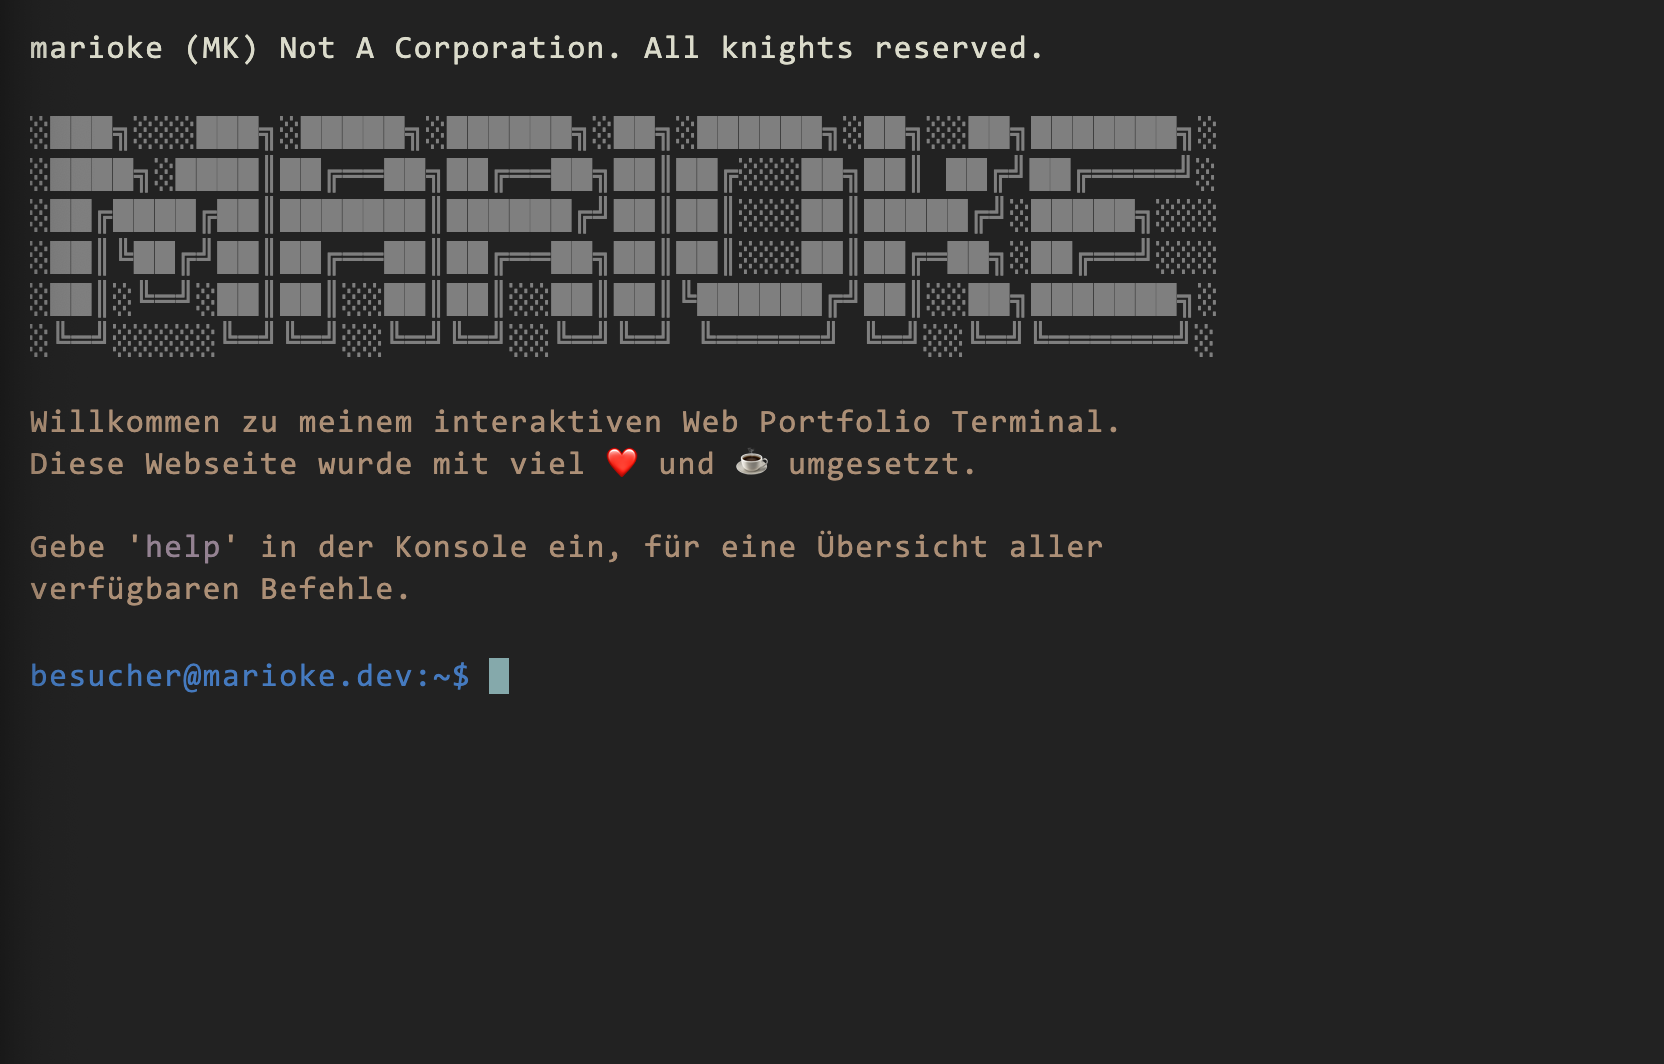 marioke (MK) Not A Corporation. All knights reserved.
MARIOKE
Willkommen zu meinem interaktiven Web Portfolio Terminal.
Diese Webseite wurde mit viel ❤️ und ☕ umgesetzt.
Gebe 'help' in der Konsole ein, für eine Übersicht aller
verfügbaren Befehle.
besucher@marioke.dev:~$